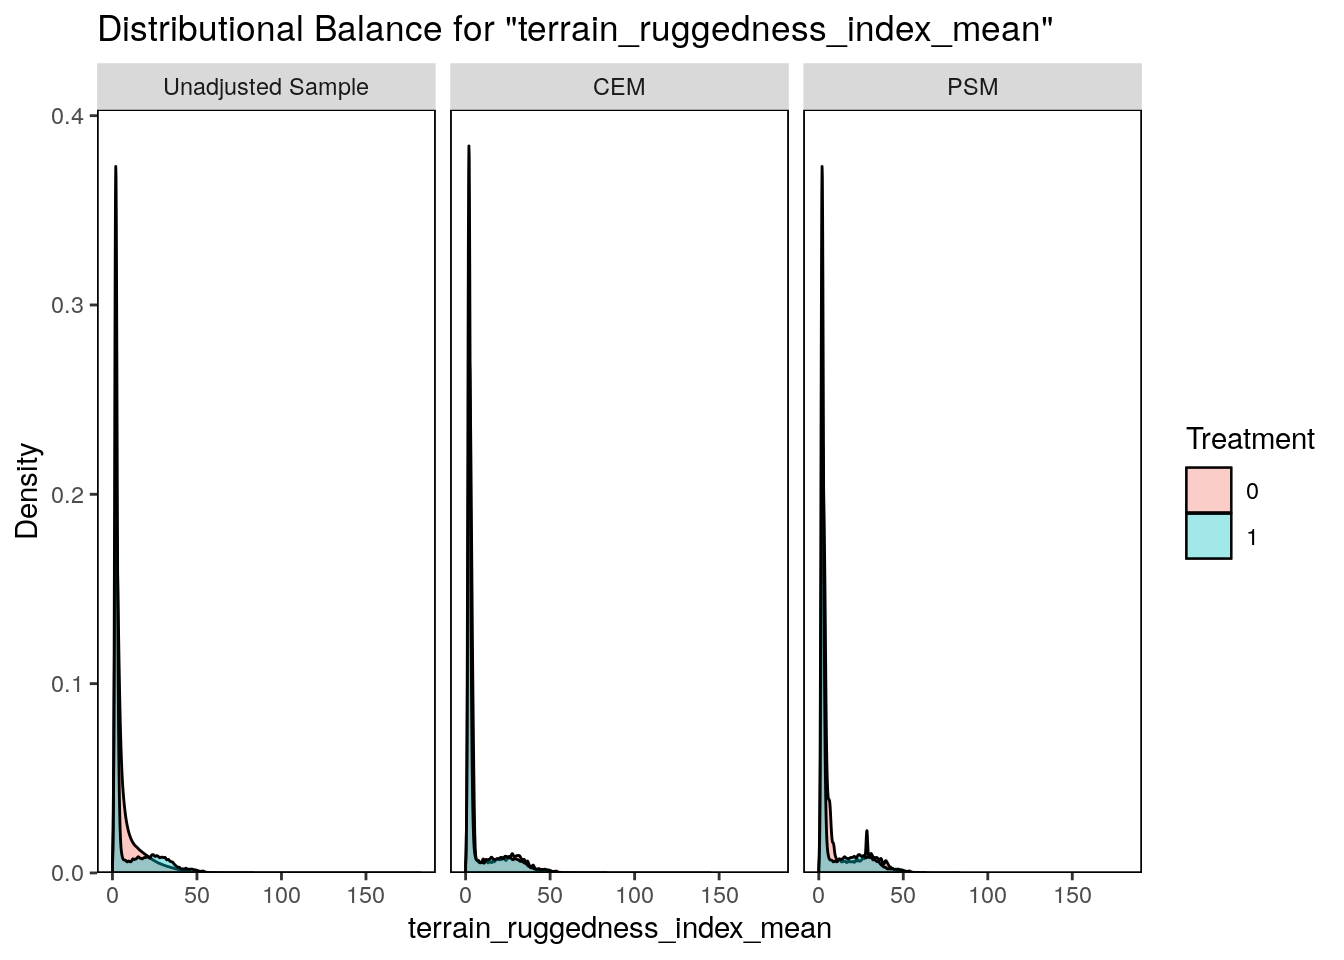 Distributional Balance for "terrain_ruggedness_index_mean"
Unadjusted Sample
CEM
PSM
0.4
0.3
0.2
0.1
0.0
Density
0 50 100 150
0 50 100 150
0 50 100 150
terrain_ruggedness_index_mean
Treatment
0
1